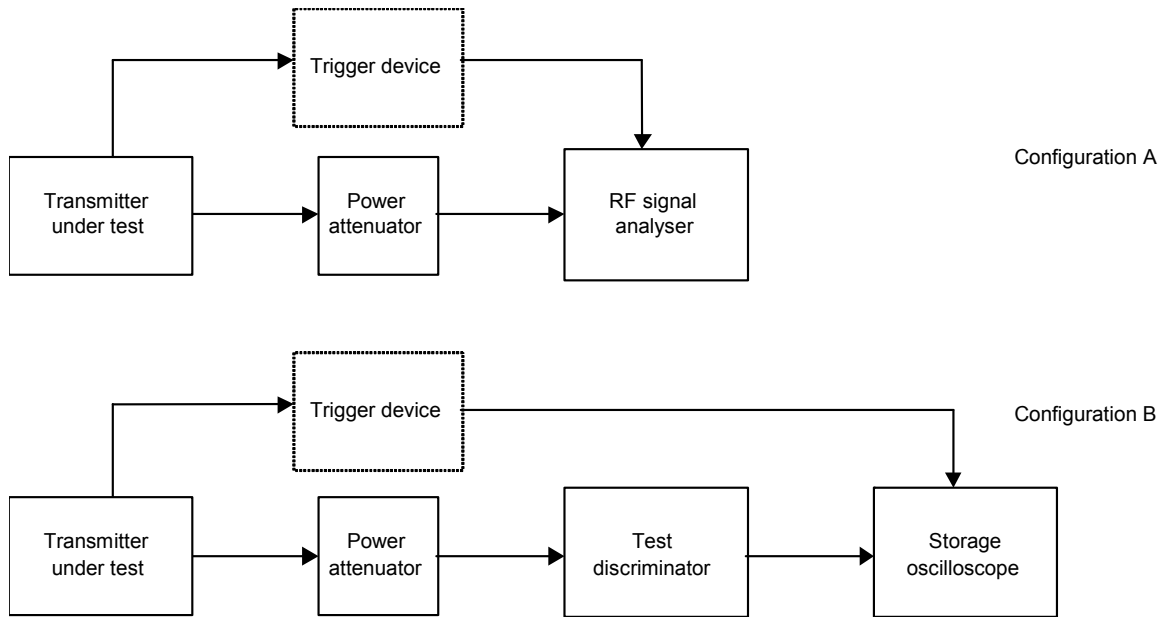 Trigger device
Configuration A
Transmitter
under test
Power
attenuator
RF signal
analyser
Trigger device
Configuration B
Transmitter
under test
Power
attenuator
Test
discriminator
Storage
oscilloscope